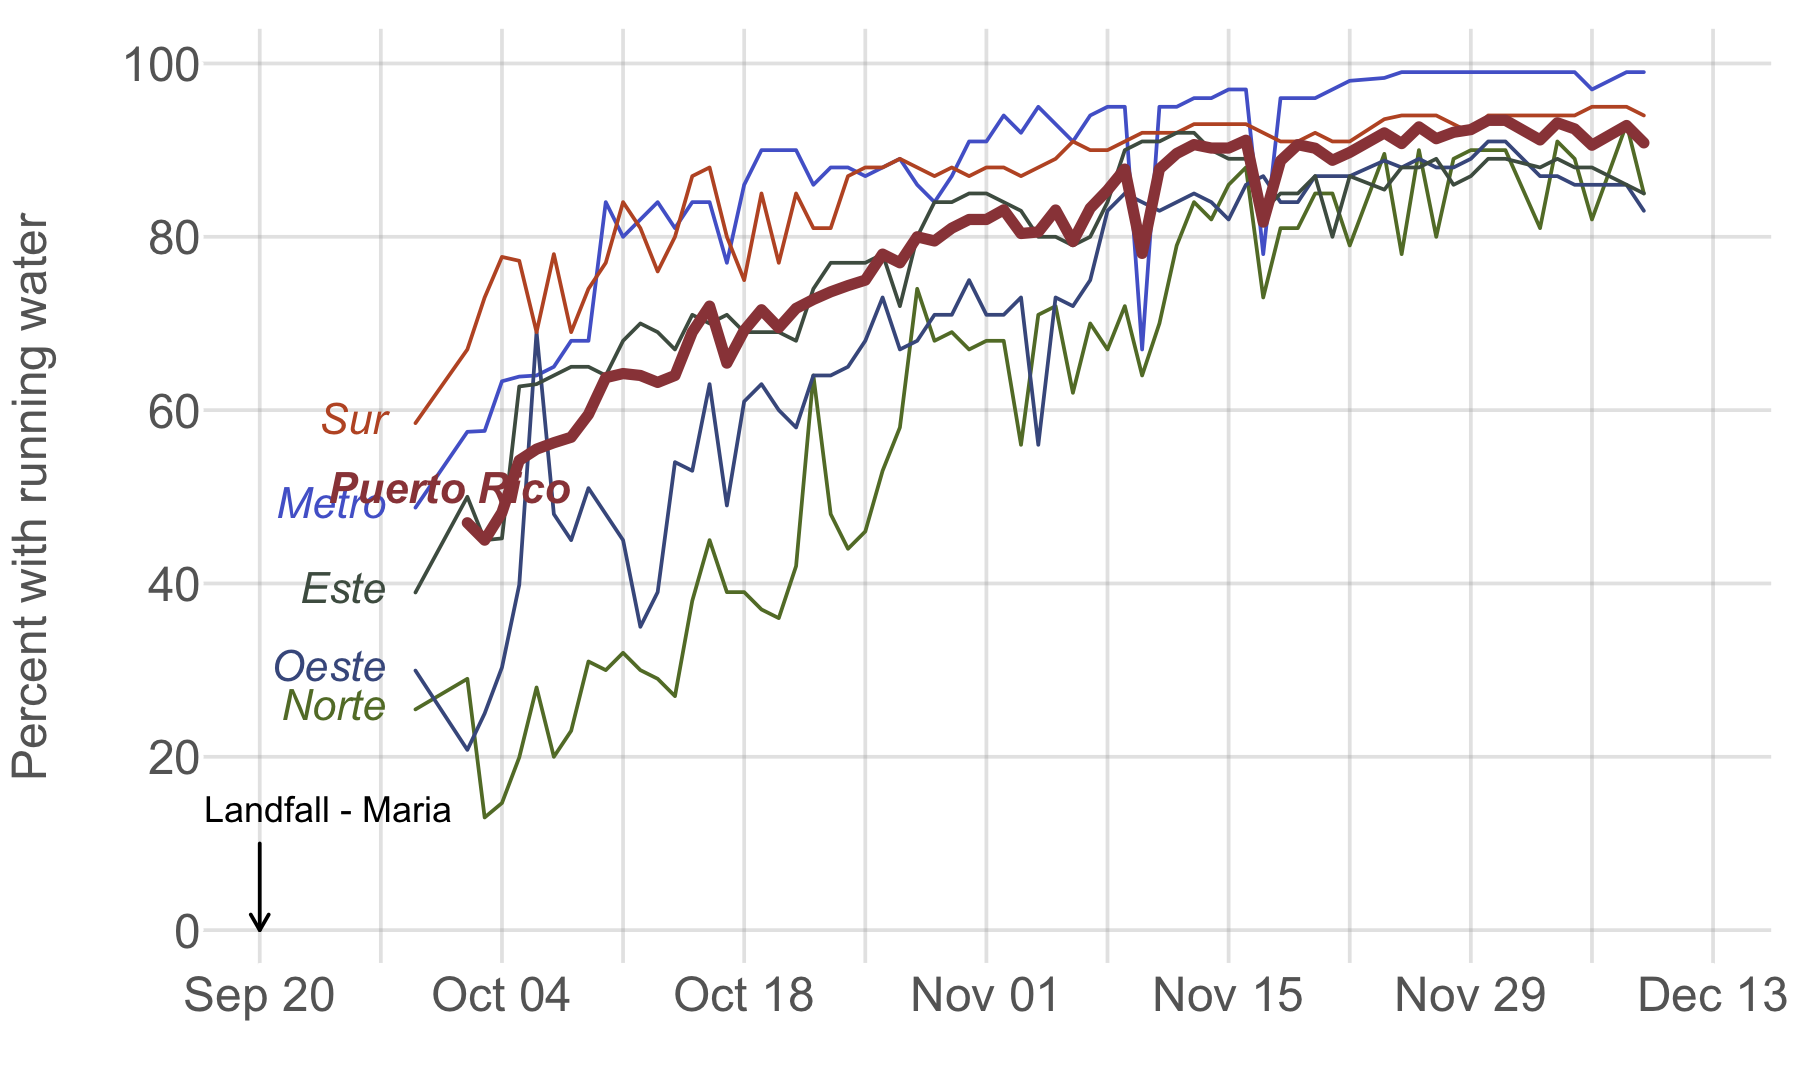 Percent with running water
100
80
60
40
20
0
Sur
Puerto Rico
Metro
Este
Oeste
Norte
Landfall - Maria
Sep 20
Oct 04
Oct 18
Nov 01
Nov 15
Nov 29
Dec 13